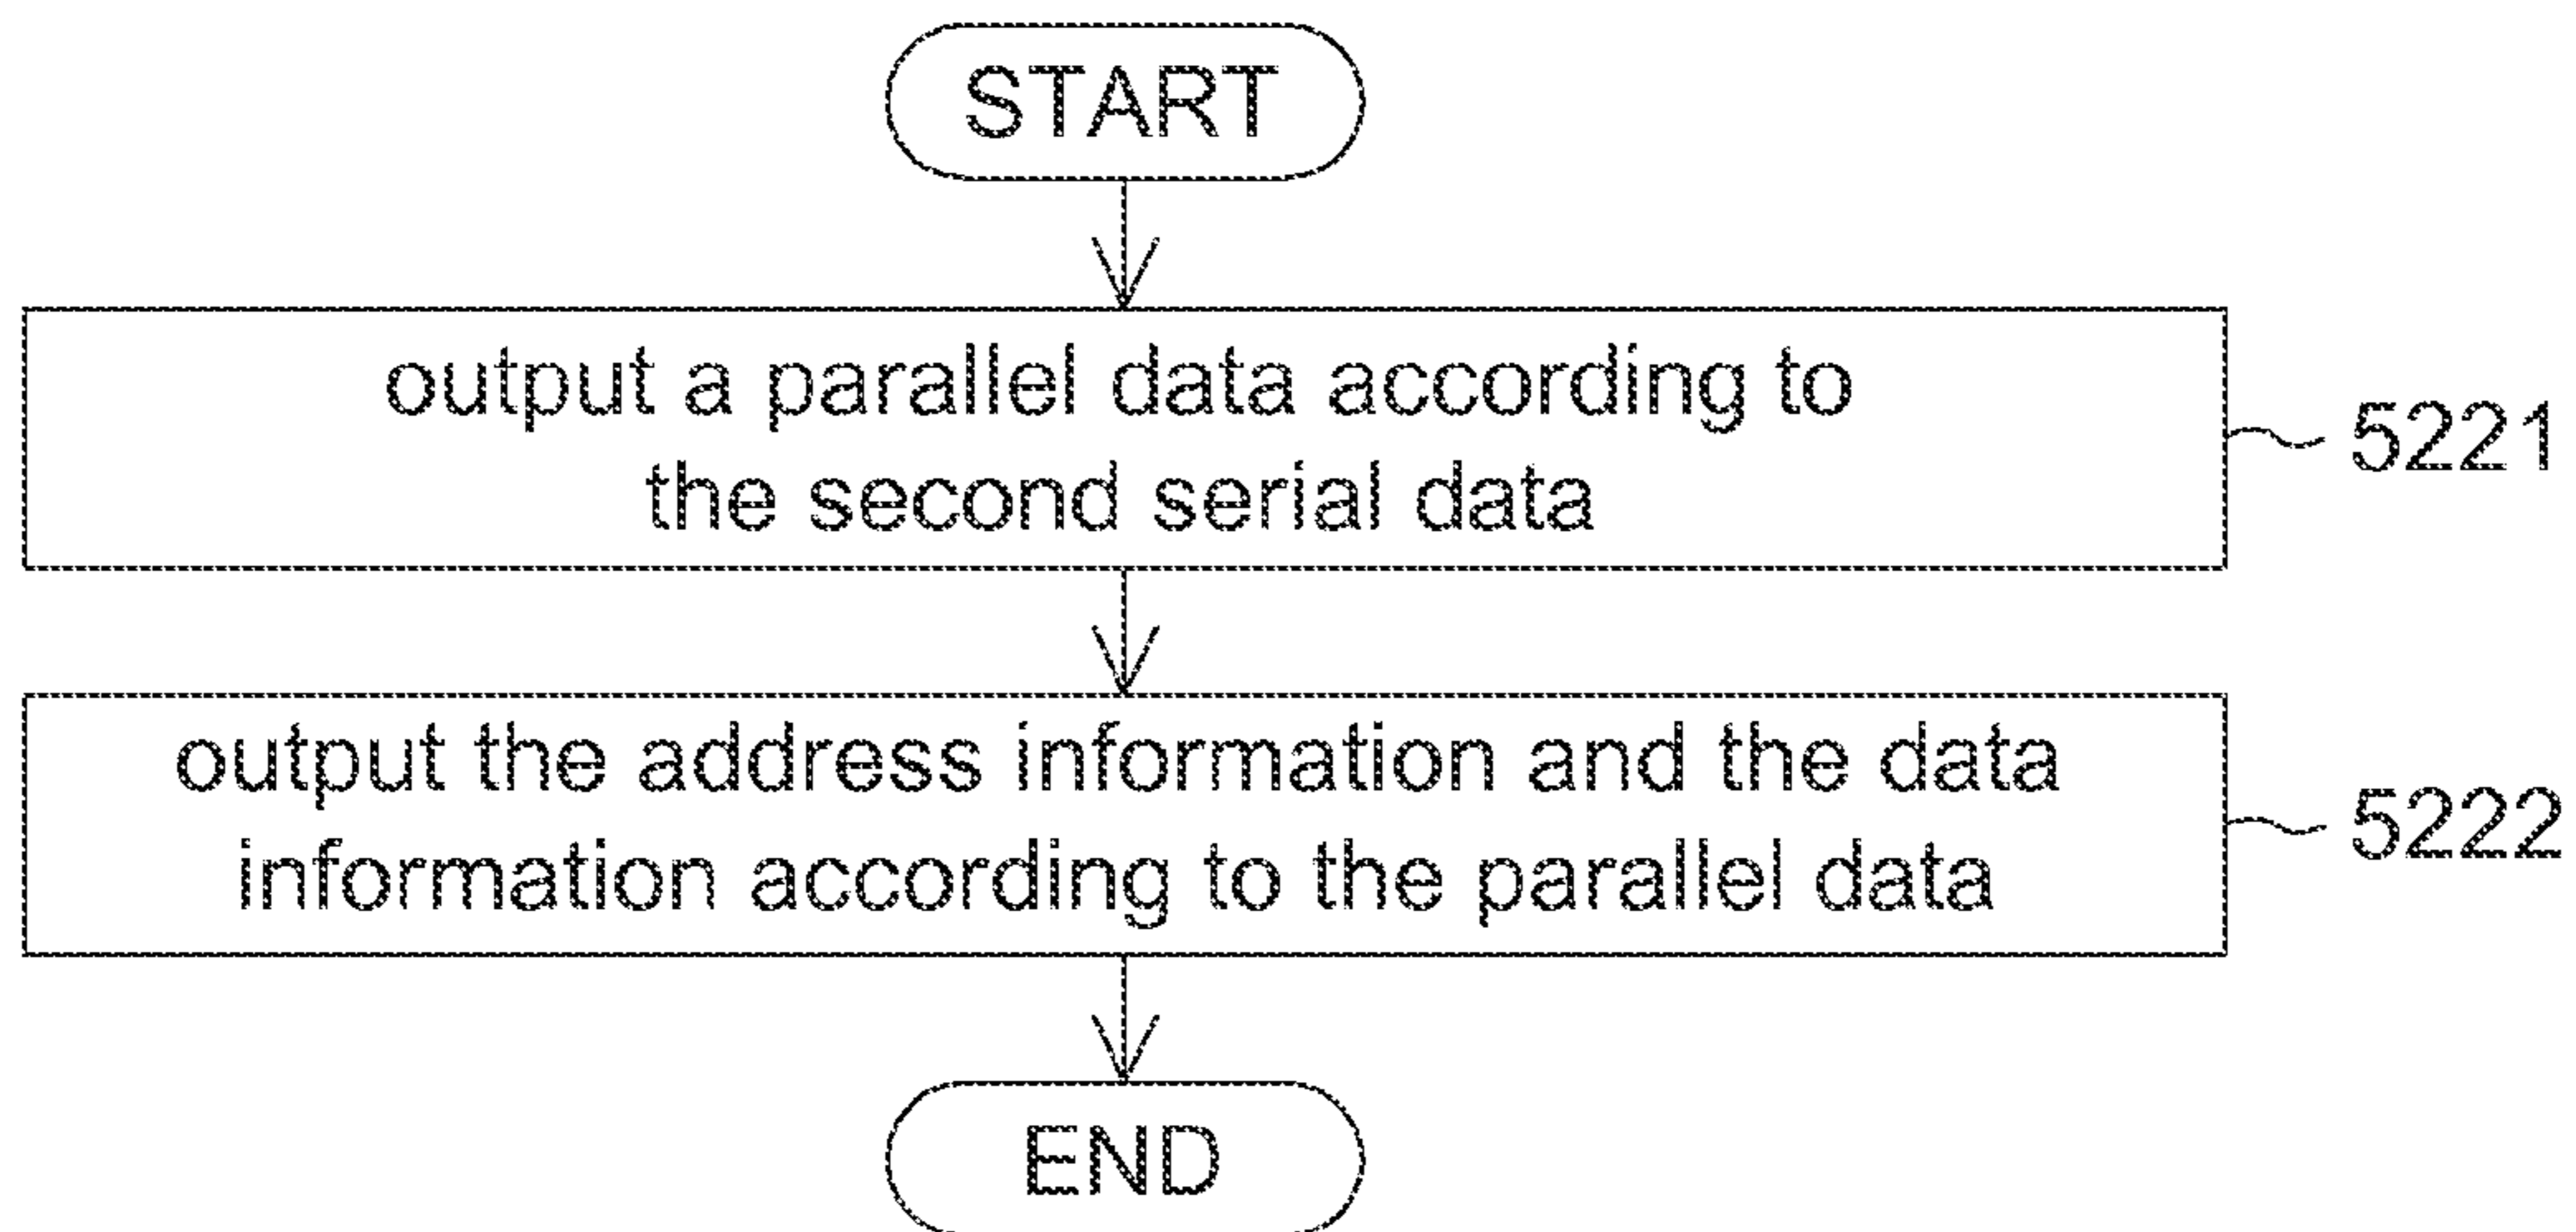 START
output a parallel data according to
the second serial data
5221
output the address information and the data
information according to the parallel data
5222
END